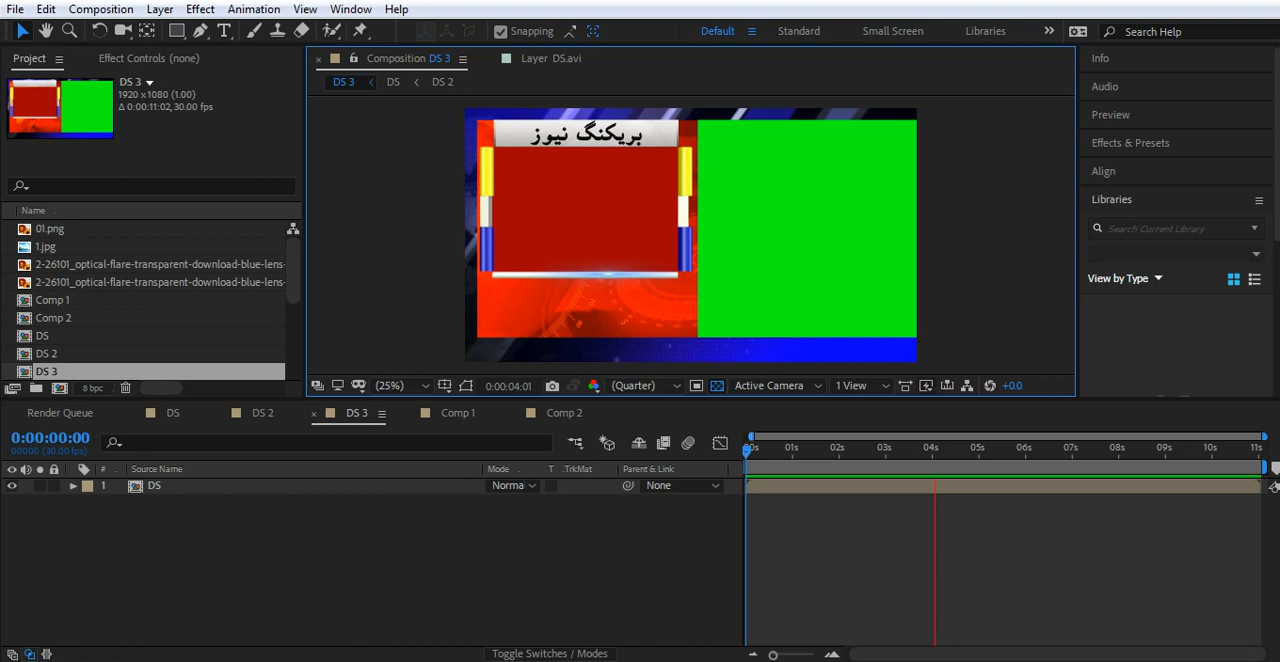 File Edit Composition Layer Effect Animation View Window Help
Snapping Default Standard Small Screen Libraries Search Help
Project Effect Controls (none) Composition DS 3 Layer DS.avi Info
DS 3 DS DS 2
DS 3
1920 x 1080 (1.00)
Δ 0:00:11:02, 30.00 fps
بریکنگ نیوز
Audio
Preview
Effects & Presets
Align
Libraries
Search Current Library
View by Type
Name
01.png
1.jpg
2-26101_optical-flare-transparent-download-blue-lens-
2-26101_optical-flare-transparent-download-blue-lens-
Comp 1
Comp 2
DS
DS 2
DS 3
8 bpc (25%) 0:00:04:01 (Quarter) Active Camera 1 View +0.0
Render Queue DS DS 2 DS 3 Comp 1 Comp 2
0:00:00:00
00000 (30.00 fps)
01s 02s 03s 04s 05s 06s 07s 08s 09s 10s 11s
# Source Name Mode T .TrkMat Parent & Link
1 DS Norma None
Toggle Switches / Modes